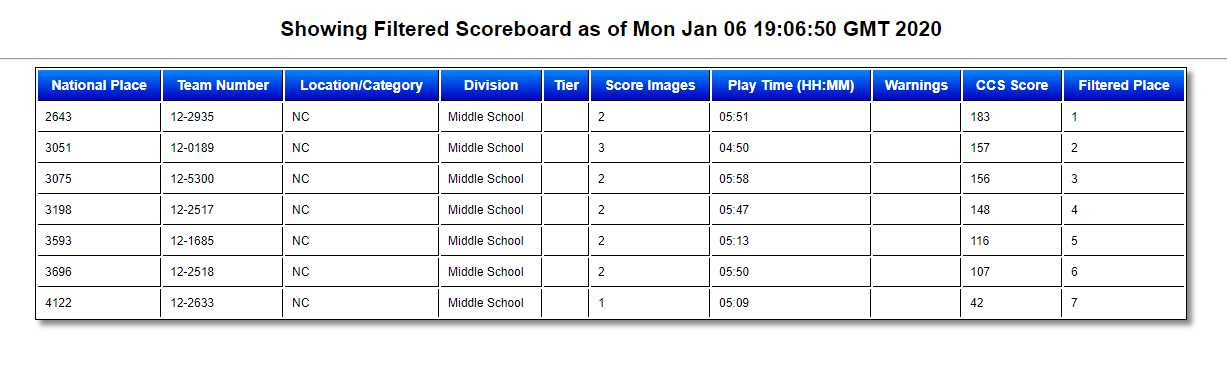 Showing Filtered Scoreboard as of Mon Jan 06 19:06:50 GMT 2020
National Place Team Number Location/Category Division Tier Score Images Play Time (HH:MM) Warnings CCS Score Filtered Place
2643 12-2935 NC Middle School 2 05:51 183 1
3051 12-0189 NC Middle School 3 04:50 157 2
3075 12-5300 NC Middle School 2 05:58 156 3
3198 12-2517 NC Middle School 2 05:47 148 4
3593 12-1685 NC Middle School 2 05:13 116 5
3696 12-2518 NC Middle School 2 05:50 107 6
4122 12-2633 NC Middle School 1 05:09 42 7